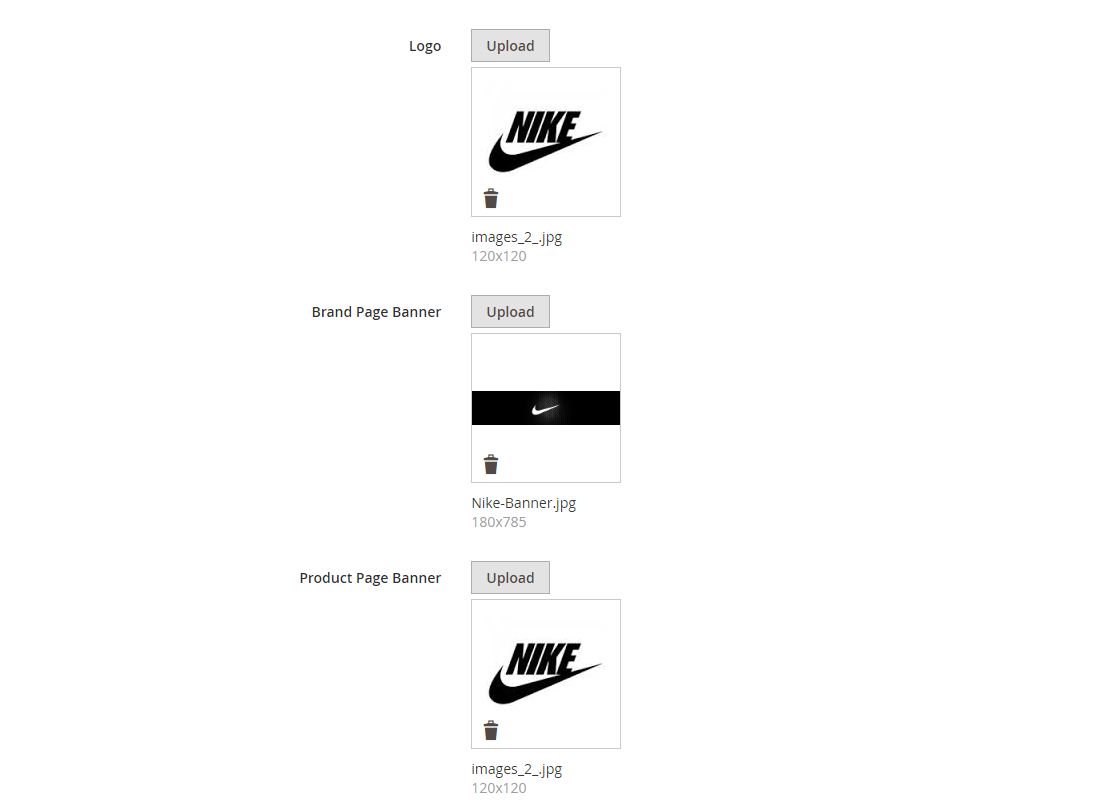 Logo
Upload
NIKE
images_2_.jpg
120x120
Brand Page Banner
Upload
Nike-Banner.jpg
180x785
Product Page Banner
Upload
NIKE
images_2_.jpg
120x120